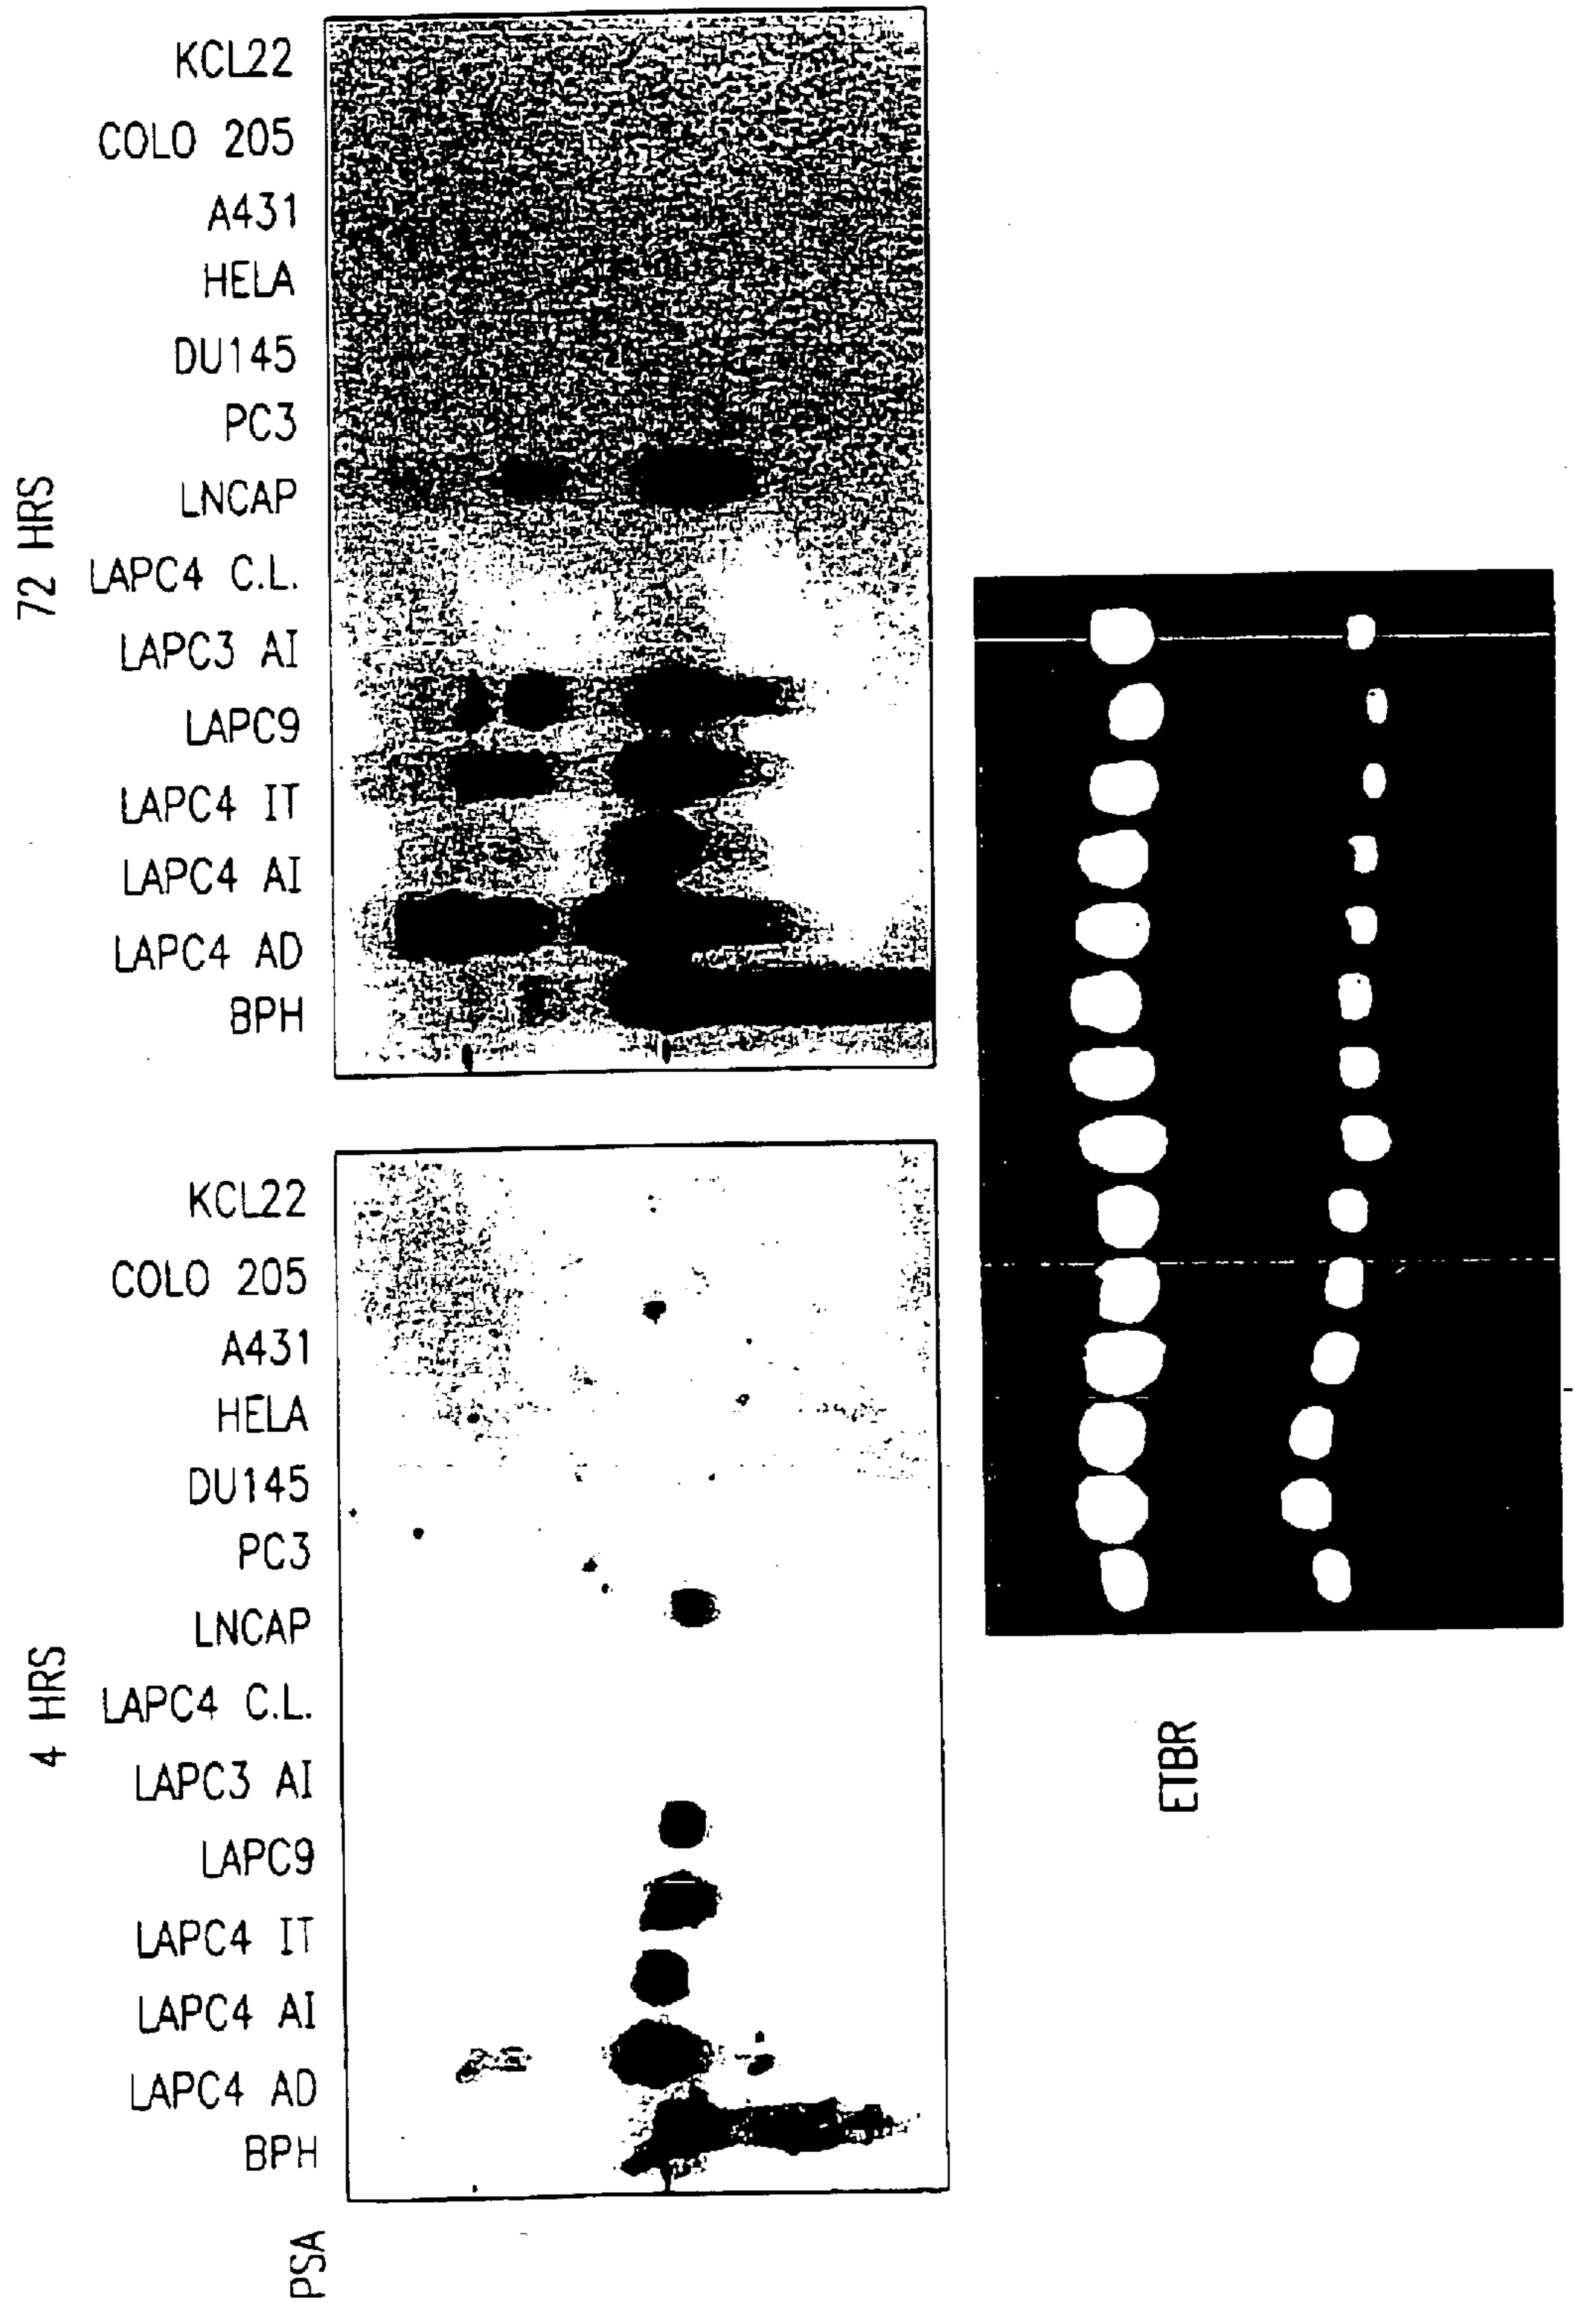 72 HRS
KCL22
COLO 205
A431
HELA
DU145
PC3
LNCAP
LAPC4 C.L.
LAPC3 AI
LAPC9
LAPC4 IT
LAPC4 AI
LAPC4 AD
BPH
4 HRS
KCL22
COLO 205
A431
HELA
DU145
PC3
LNCAP
LAPC4 C.L.
LAPC3 AI
LAPC9
LAPC4 IT
LAPC4 AI
LAPC4 AD
BPH
PSA
ETBR